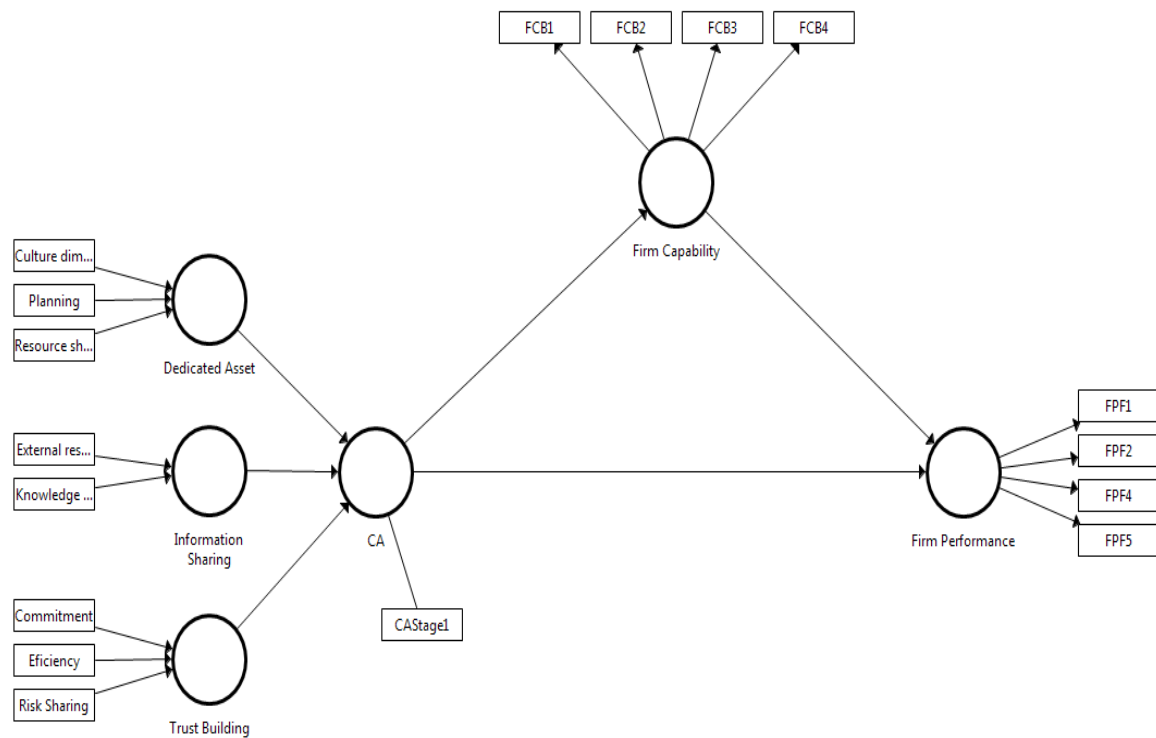 FCB1
FCB2
FCB3
FCB4
Firm Capability
Culture dim...
Planning
Resource sh...
Dedicated Asset
External res...
Knowledge ...
Information
Sharing
CA
CAStage1
Commitment
Eficiency
Risk Sharing
Trust Building
FPF1
FPF2
FPF4
FPF5
Firm Performance